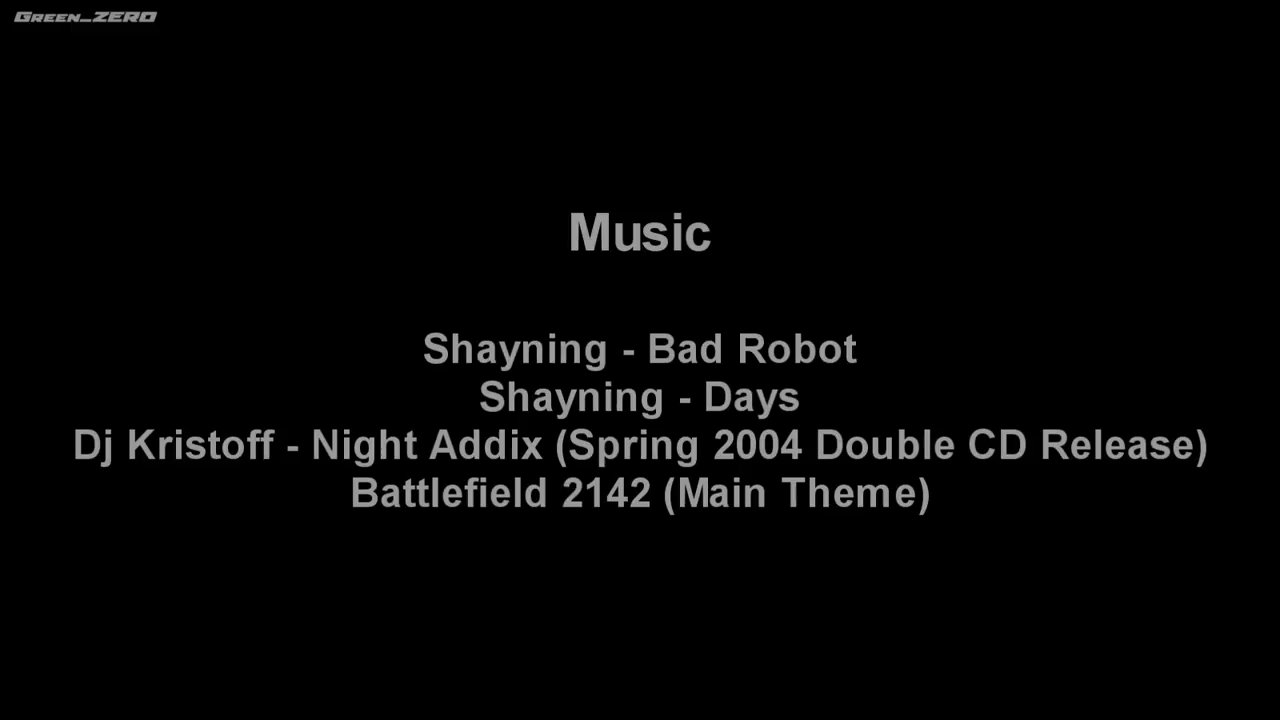 Green_ZERO
Music
Shayning - Bad Robot
Shayning - Days
Dj Kristoff - Night Addix (Spring 2004 Double CD Release)
Battlefield 2142 (Main Theme)